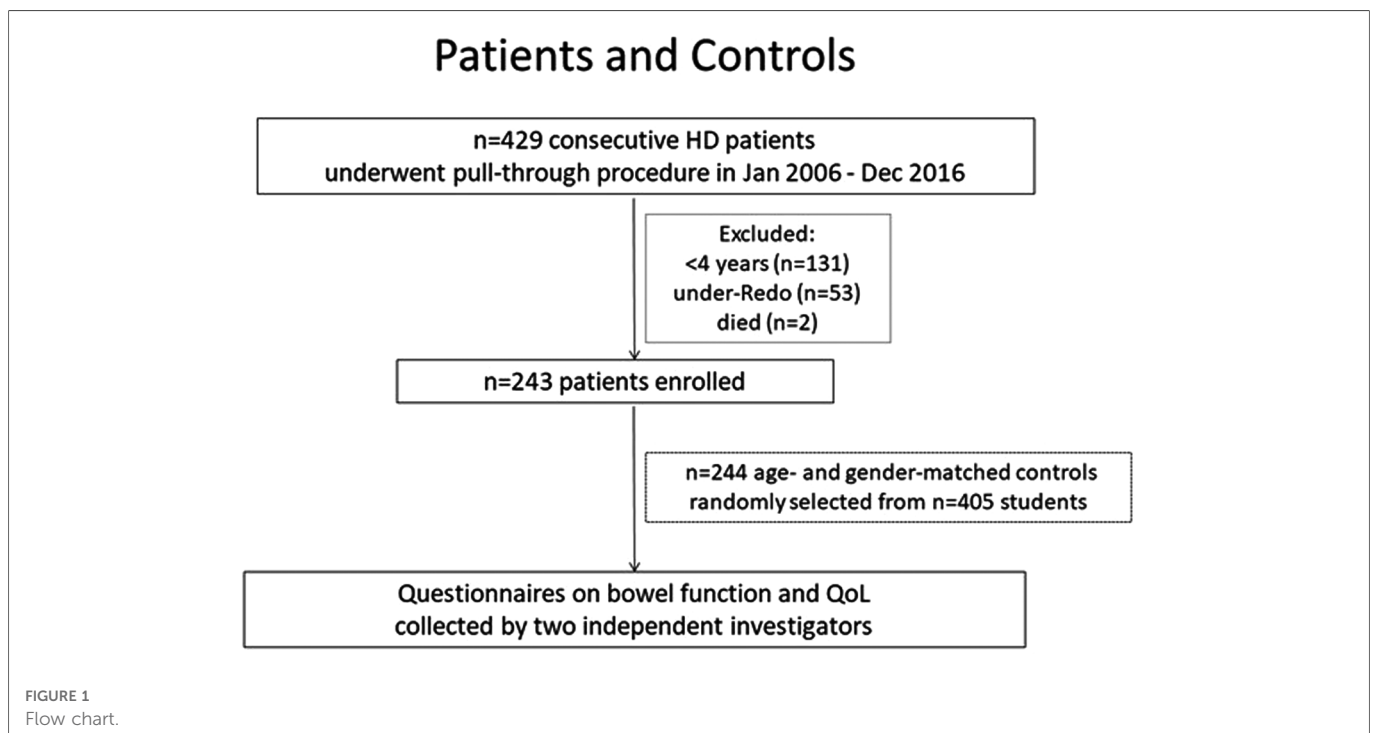 Patients and Controls
n=429 consecutive HD patients
underwent pull-through procedure in Jan 2006 - Dec 2016
Excluded:
<4 years (n=131)
under-Redo (n=53)
died (n=2)
n=243 patients enrolled
n=244 age- and gender-matched controls
randomly selected from n=405 students
Questionnaires on bowel function and QoL
collected by two independent investigators
FIGURE 1
Flow chart.